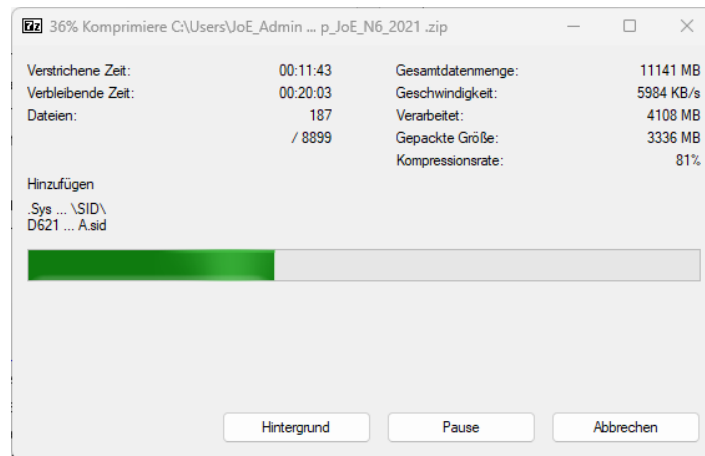 7z 36% Komprimiere C:\Users\JoE_Admin ... p_JoE_N6_2021 .zip
Verstrichene Zeit: 00:11:43 Gesamtdatenmenge: 11141 MB
Verbleibende Zeit: 00:20:03 Geschwindigkeit: 5984 KB/s
Dateien: 187 Verarbeitet: 4108 MB
/ 8899 Gepackte Größe: 3336 MB
Kompressionsrate: 81%
Hinzufügen
.Sys ... \SID\
D621 ... A.sid
Hintergrund Pause Abbrechen